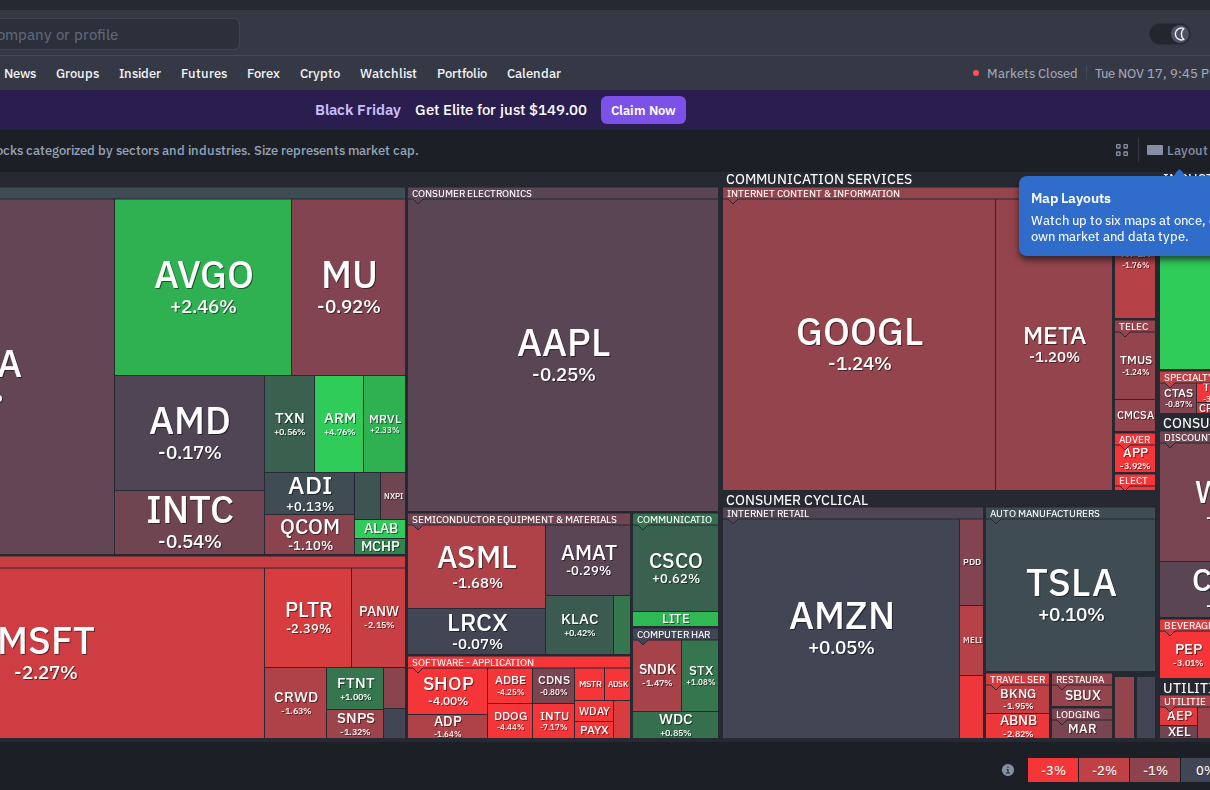 ompany or profile
News Groups Insider Futures Forex Crypto Watchlist Portfolio Calendar
Markets Closed Tue NOV 17, 9:45 P
Black Friday Get Elite for just $149.00 Claim Now
ocks categorized by sectors and industries. Size represents market cap.
Layout
Map Layouts
Watch up to six maps at once,
own market and data type.
A
AVGO
+2.46%
MU
-0.92%
AMD
-0.17%
INTC
-0.54%
TXN
+0.56%
ARM
+4.76%
MRVL
+2.33%
ADI
+0.13%
NXPI
QCOM
-1.10%
ALAB
MCHP
MSFT
-2.27%
PLTR
-2.39%
PANW
-2.15%
CRWD
-1.63%
FTNT
+1.00%
SNPS
-1.32%
CONSUMER ELECTRONICS
AAPL
-0.25%
SEMICONDUCTOR EQUIPMENT & MATERIALS
ASML
-1.68%
AMAT
-0.29%
LRCX
-0.07%
KLAC
+0.42%
COMMUNICATIO
CSCO
+0.62%
LITE
COMPUTER HAR
SNDK
-1.47%
STX
+1.08%
WDC
+0.85%
SOFTWARE - APPLICATION
SHOP
-4.00%
ADP
-1.64%
ADBE
-4.25%
CDNS
-0.80%
MSTR
ADSK
DDOG
-4.44%
INTU
-7.17%
WDAY
PAYX
COMMUNICATION SERVICES
INTERNET CONTENT & INFORMATION
GOOGL
-1.24%
META
-1.20%
-1.76%
TELEC
TMUS
-1.24%
CMCSA
ADVER
APP
-3.92%
ELECT
CONSUMER CYCLICAL
INTERNET RETAIL
AMZN
+0.05%
PDD
MELI
AUTO MANUFACTURERS
TSLA
+0.10%
TRAVEL SER
BKNG
-1.95%
ABNB
-2.82%
RESTAURA
SBUX
LODGING
MAR
SPECIALTY
CTAS
-0.87%
CONSU
DISCOUNT
W
C
BEVERAGE
PEP
-3.01%
UTILITI
UTILITIE
AEP
XEL
-3% -2% -1% 0%